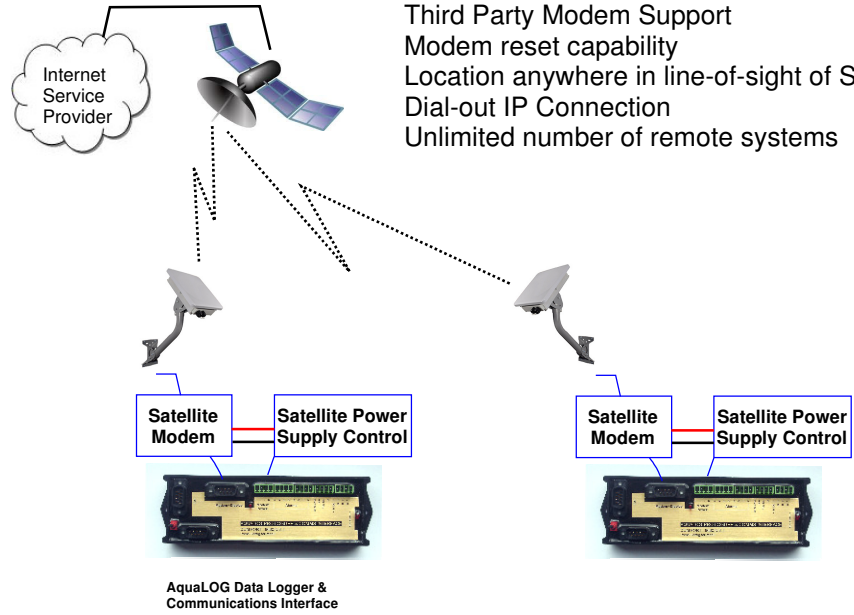 Third Party Modem Support
Modem reset capability
Location anywhere in line-of-sight of S
Dial-out IP Connection
Unlimited number of remote systems
Internet
Service
Provider
Satellite
Modem
Satellite Power
Supply Control
Satellite
Modem
Satellite Power
Supply Control
AquaLOG Data Logger &
Communications Interface